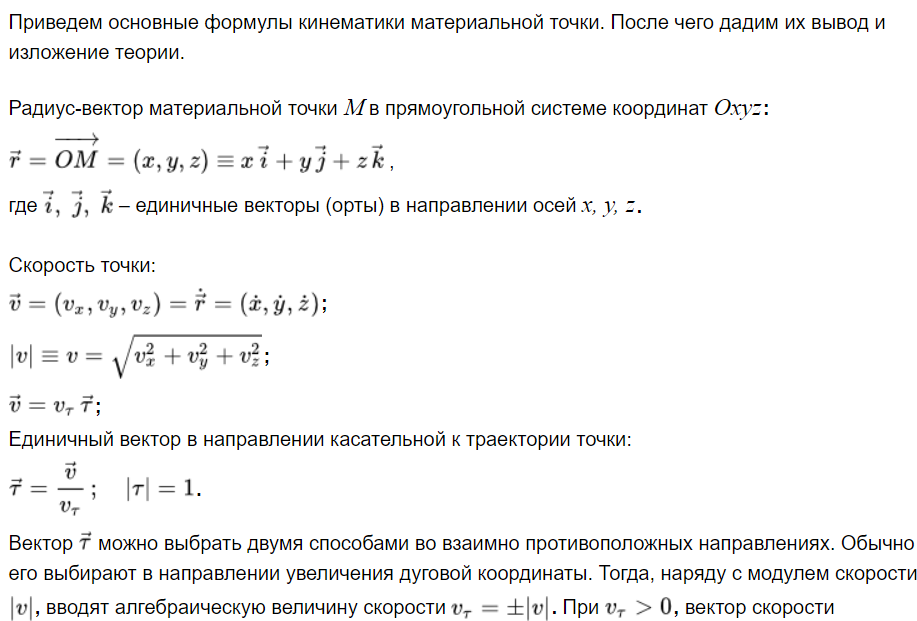 Приведем основные формулы кинематики материальной точки. После чего дадим их вывод и
изложение теории.
Радиус-вектор материальной точки M в прямоугольной системе координат Oxyz:
$\vec{r} = \overrightarrow{OM} = (x, y, z) \equiv x\,\vec{i} + y\,\vec{j} + z\,\vec{k}$ ,
где $\vec{i},\ \vec{j},\ \vec{k}$ – единичные векторы (орты) в направлении осей x, y, z.
Скорость точки:
$\vec{v} = (v_x, v_y, v_z) = \dot{\vec{r}} = (\dot{x}, \dot{y}, \dot{z})$;
$|v| \equiv v = \sqrt{v_x^2 + v_y^2 + v_z^2}$;
$\vec{v} = v_\tau\,\vec{\tau}$;
Единичный вектор в направлении касательной к траектории точки:
$\vec{\tau} = \dfrac{\vec{v}}{v_\tau}\,;\quad |\tau| = 1$.
Вектор $\vec{\tau}$ можно выбрать двумя способами во взаимно противоположных направлениях. Обычно
его выбирают в направлении увеличения дуговой координаты. Тогда, наряду с модулем скорости
$|v|$, вводят алгебраическую величину скорости $v_\tau = \pm|v|$. При $v_\tau > 0$, вектор скорости